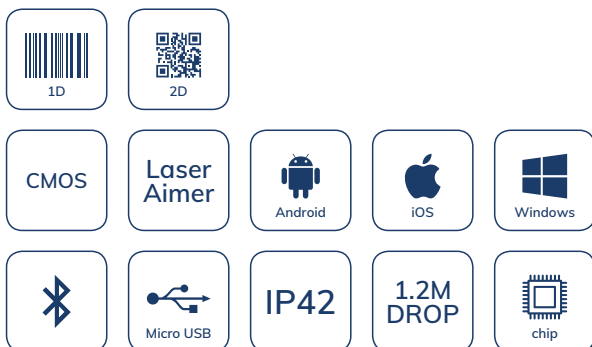 1D
2D
CMOS
Laser
Aimer
Android
iOS
Windows
Micro USB
IP42
1.2M
DROP
chip